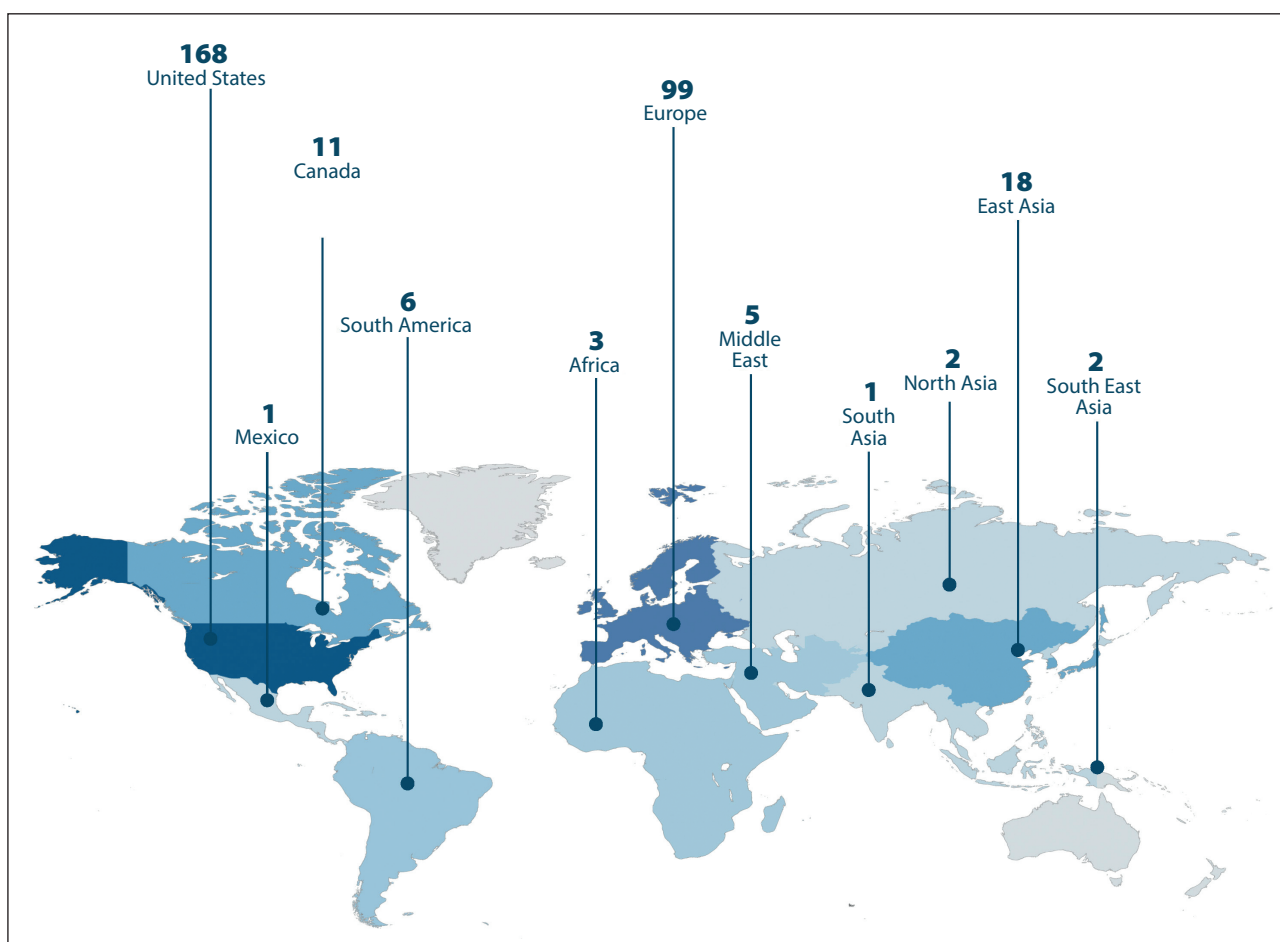 168
United States
99
Europe
11
Canada
18
East Asia
6
South America
5
Middle
East
3
Africa
2
North Asia
2
South East
Asia
1
South
Asia
1
Mexico